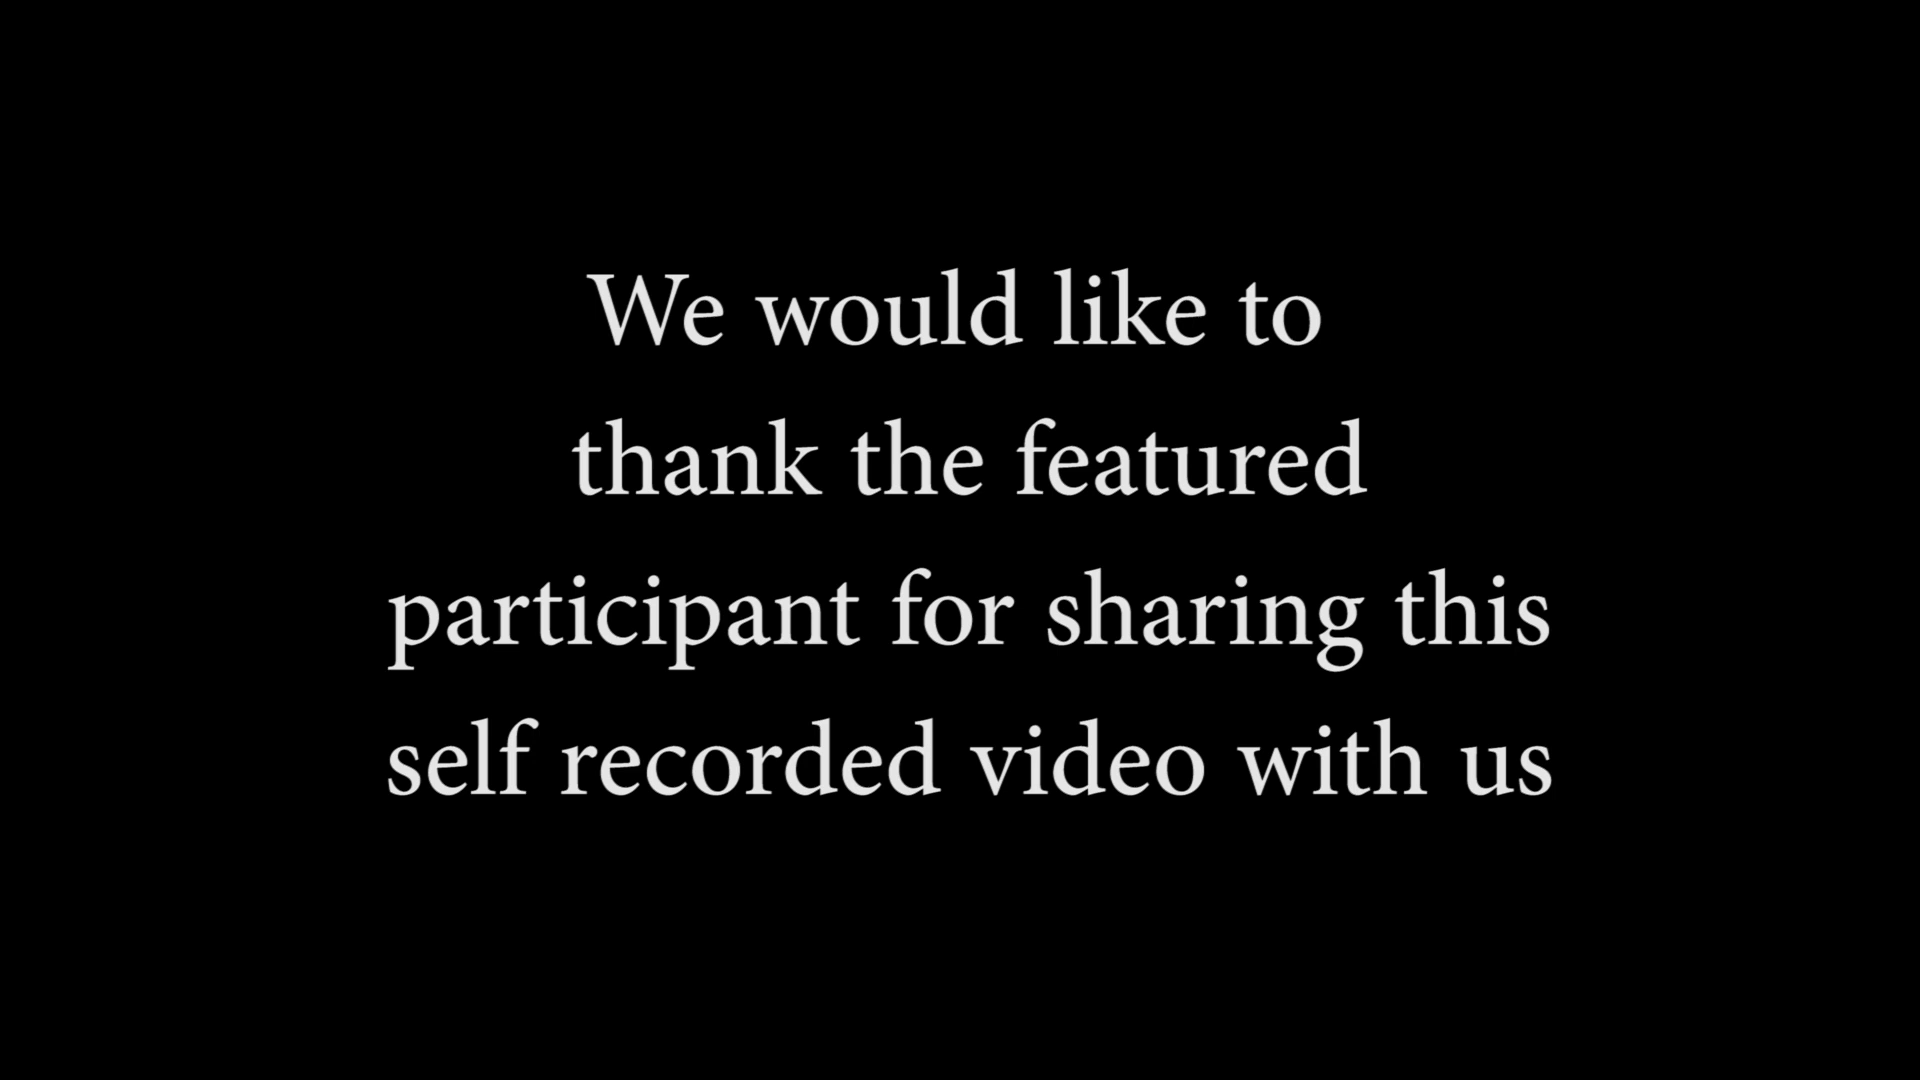 We would like to
thank the featured
participant for sharing this
self recorded video with us